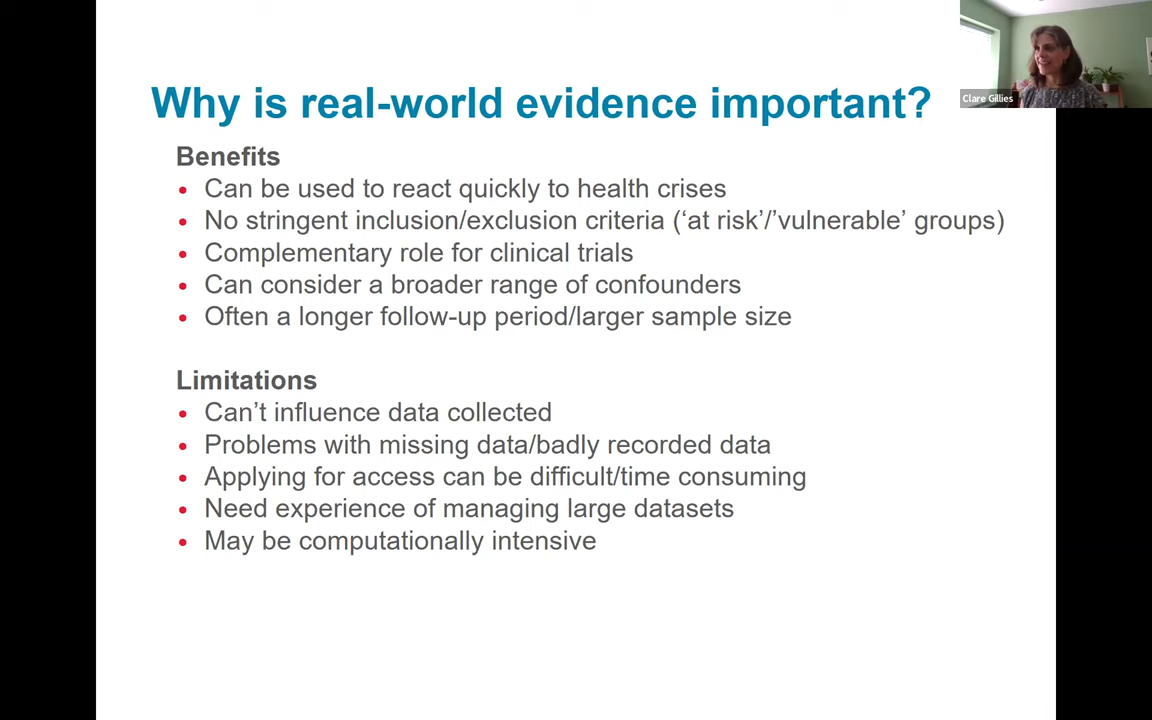 Why is real-world evidence important?
Clare Gillies
Benefits
• Can be used to react quickly to health crises
• No stringent inclusion/exclusion criteria (‘at risk’/’vulnerable’ groups)
• Complementary role for clinical trials
• Can consider a broader range of confounders
• Often a longer follow-up period/larger sample size
Limitations
• Can’t influence data collected
• Problems with missing data/badly recorded data
• Applying for access can be difficult/time consuming
• Need experience of managing large datasets
• May be computationally intensive